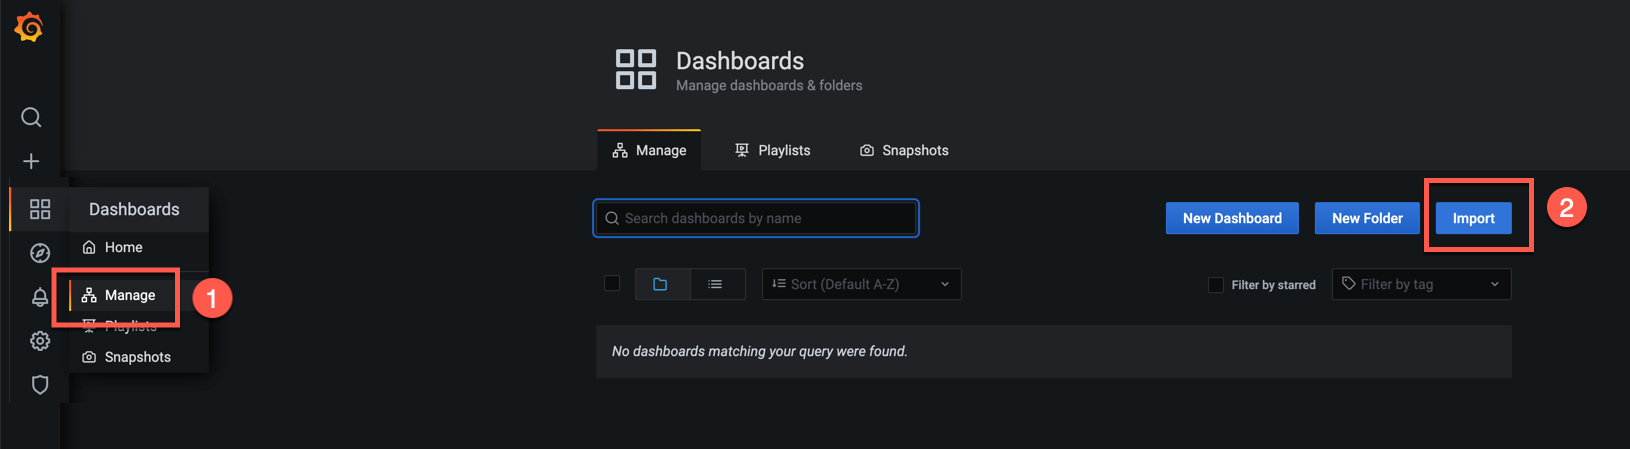 Dashboards
Manage dashboards & folders
Manage
Playlists
Snapshots
Dashboards
Home
Manage
1
Playlists
Snapshots
Search dashboards by name
New Dashboard
New Folder
Import
2
Sort (Default A-Z)
Filter by starred
Filter by tag
No dashboards matching your query were found.